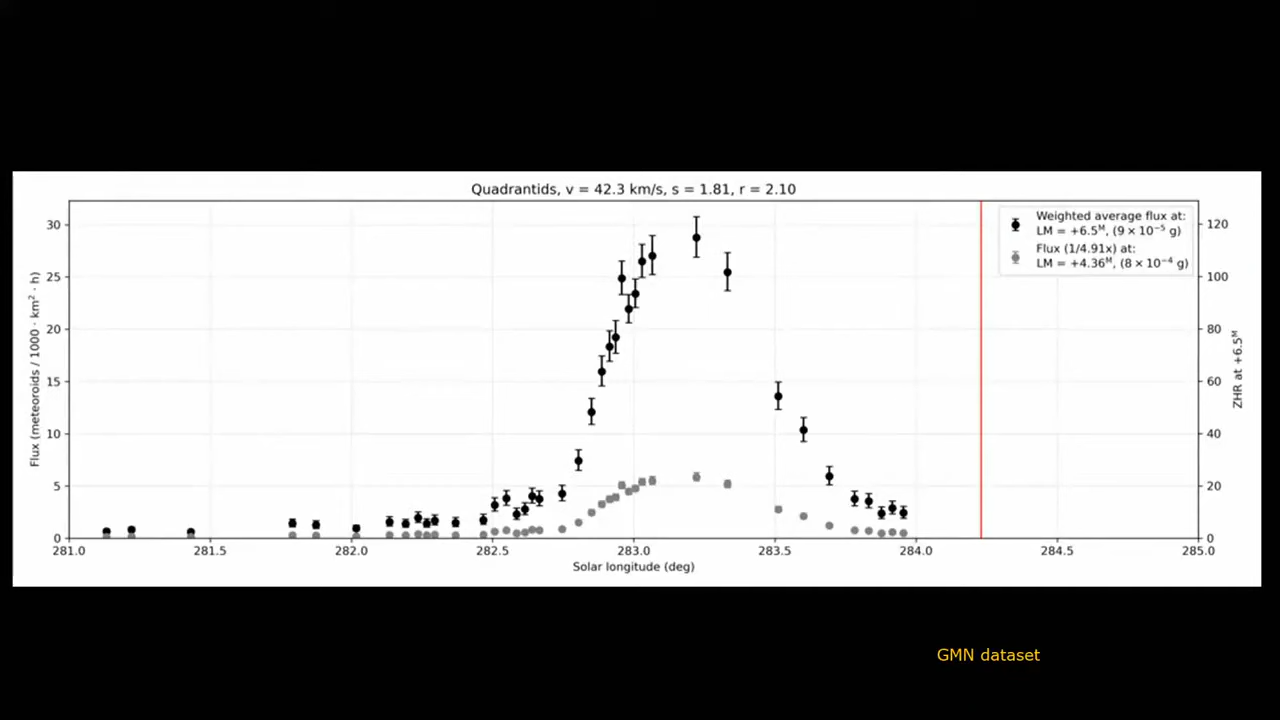 Quadrantids, v = 42.3 km/s, s = 1.81, r = 2.10
Weighted average flux at:
LM = +6.5ᴹ, (9 × 10⁻⁵ g)
Flux (1/4.91x) at:
LM = +4.36ᴹ, (8 × 10⁻⁴ g)
Flux (meteoroids / 1000 · km² · h)
30
25
20
15
10
5
0
120
100
80
60
40
20
0
ZHR at +6.5ᴹ
281.0 281.5 282.0 282.5 283.0 283.5 284.0 284.5 285.0
Solar longitude (deg)
GMN dataset